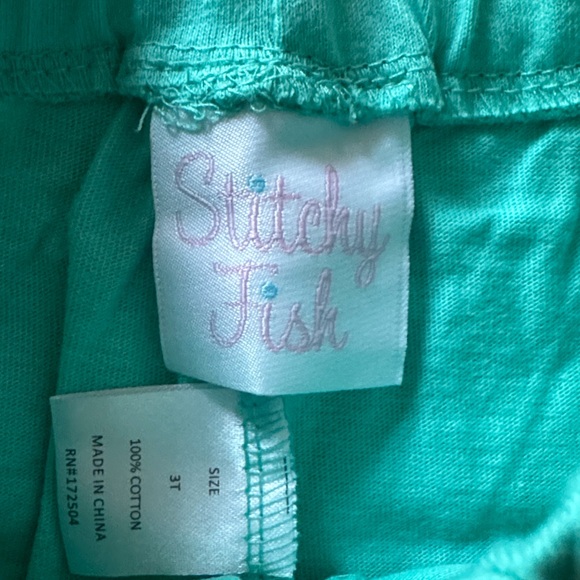 Stitchy
Fish
SIZE
3T
100% COTTON
MADE IN CHINA
RN#172504